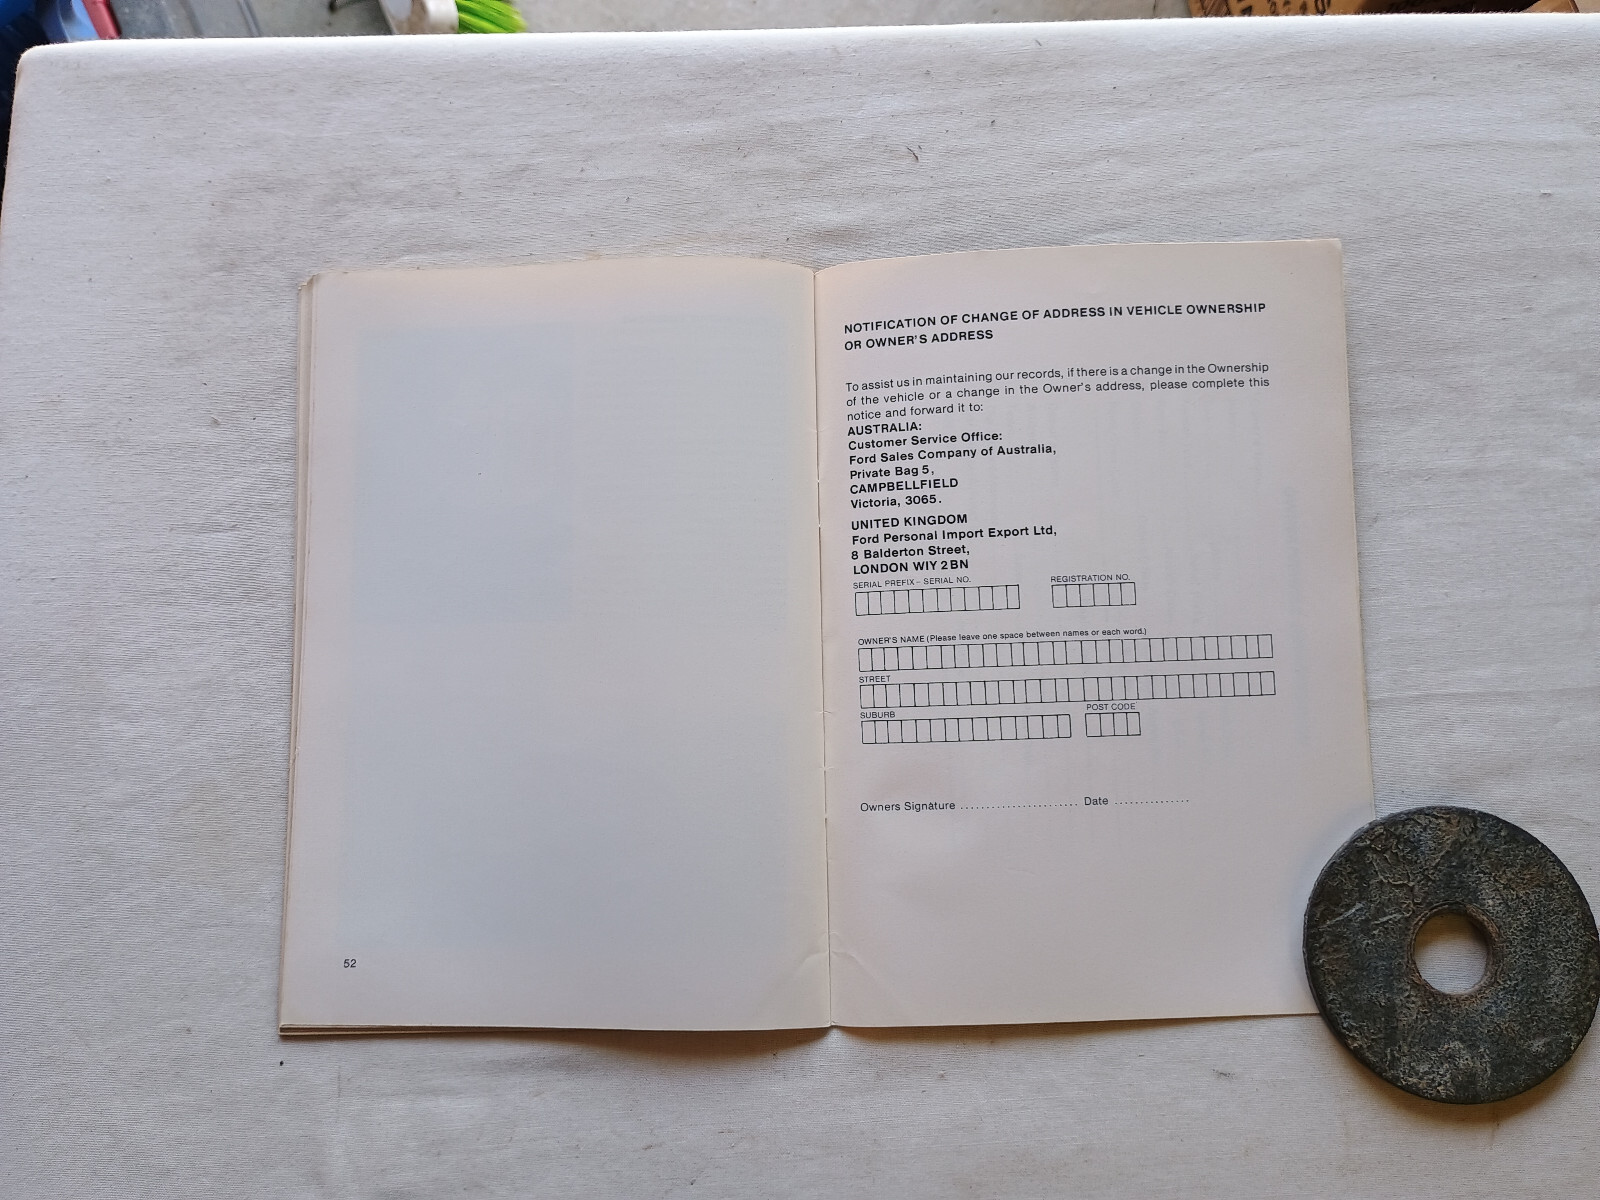 52
NOTIFICATION OF CHANGE OF ADDRESS IN VEHICLE OWNERSHIP
OR OWNER'S ADDRESS
To assist us in maintaining our records, if there is a change in the Ownership
of the vehicle or a change in the Owner's address, please complete this
notice and forward it to:
AUSTRALIA:
Customer Service Office:
Ford Sales Company of Australia,
Private Bag 5,
CAMPBELLFIELD
Victoria, 3065.
UNITED KINGDOM
Ford Personal Import Export Ltd,
8 Balderton Street,
LONDON WIY 2BN
SERIAL PREFIX – SERIAL NO. REGISTRATION NO.
OWNER'S NAME (Please leave one space between names or each word.)
STREET
SUBURB POST CODE
Owners Signature ....................... Date ...............